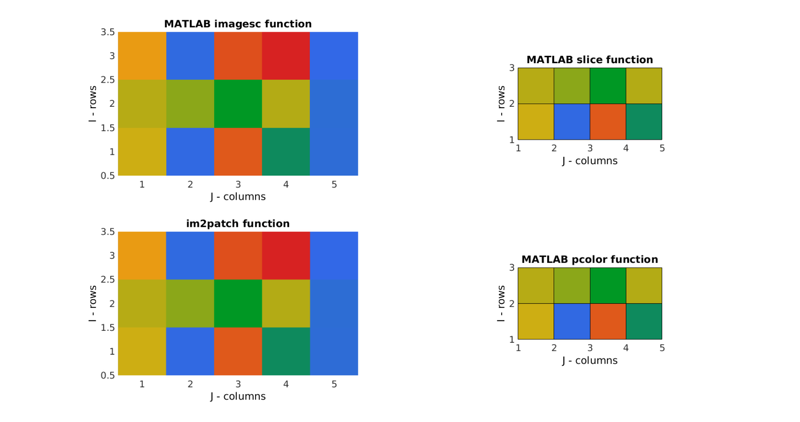 MATLAB imagesc function
3.5
3
2.5
2
1.5
1
0.5
I - rows
1 2 3 4 5
J - columns
MATLAB slice function
3
2
1
I - rows
1 2 3 4 5
J - columns
im2patch function
3.5
3
2.5
2
1.5
1
0.5
I - rows
1 2 3 4 5
J - columns
MATLAB pcolor function
3
2
1
I - rows
1 2 3 4 5
J - columns